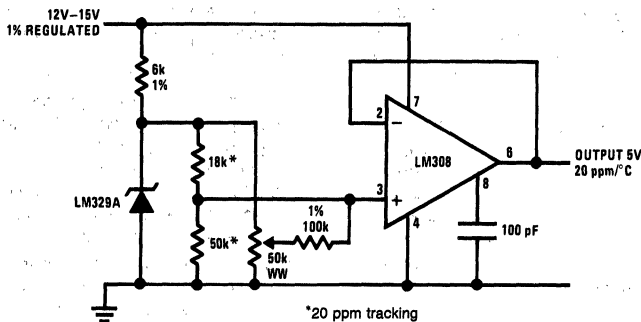 12V–15V
1% REGULATED
6k
1%
18k*
LM329A
50k*
50k
WW
1%
100k
2
−
7
LM308
3
+
4
6
8
100 pF
OUTPUT 5V
20 ppm/°C
*20 ppm tracking